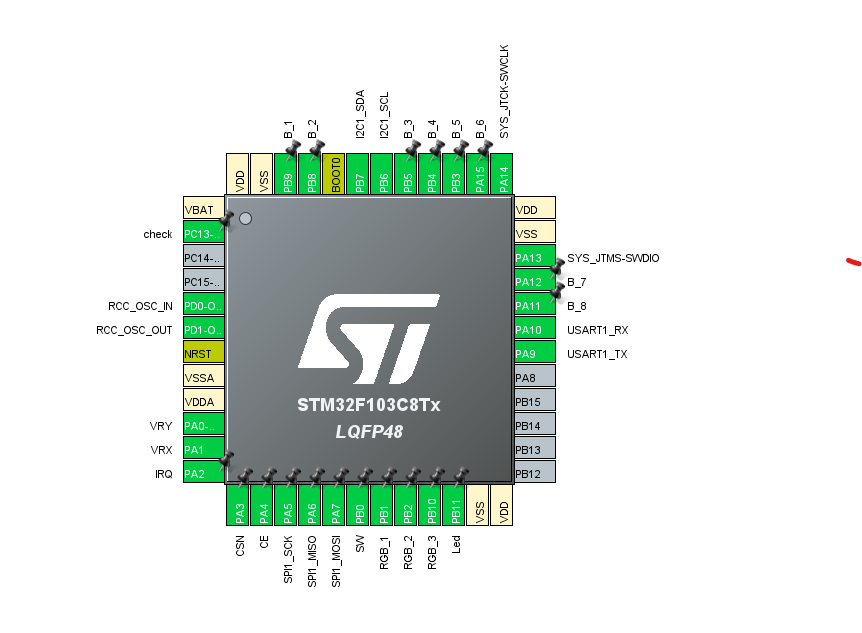 B_1
B_2
I2C1_SDA
I2C1_SCL
B_3
B_4
B_5
B_6
SYS_JTCK-SWCLK
VDD
VSS
PB9
PB8
BOOT0
PB7
PB6
PB5
PB4
PB3
PA15
PA14
VBAT
check
PC13-..
PC14-..
PC15-..
RCC_OSC_IN
PD0-O..
RCC_OSC_OUT
PD1-O..
NRST
VSSA
VDDA
VRY
PA0-..
VRX
PA1
IRQ
PA2
ST
STM32F103C8Tx
LQFP48
VDD
VSS
PA13
SYS_JTMS-SWDIO
PA12
B_7
PA11
B_8
PA10
USART1_RX
PA9
USART1_TX
PA8
PB15
PB14
PB13
PB12
PA3
PA4
PA5
PA6
PA7
PB0
PB1
PB2
PB10
PB11
VSS
VDD
CSN
CE
SPI1_SCK
SPI1_MISO
SPI1_MOSI
SW
RGB_1
RGB_2
RGB_3
Led